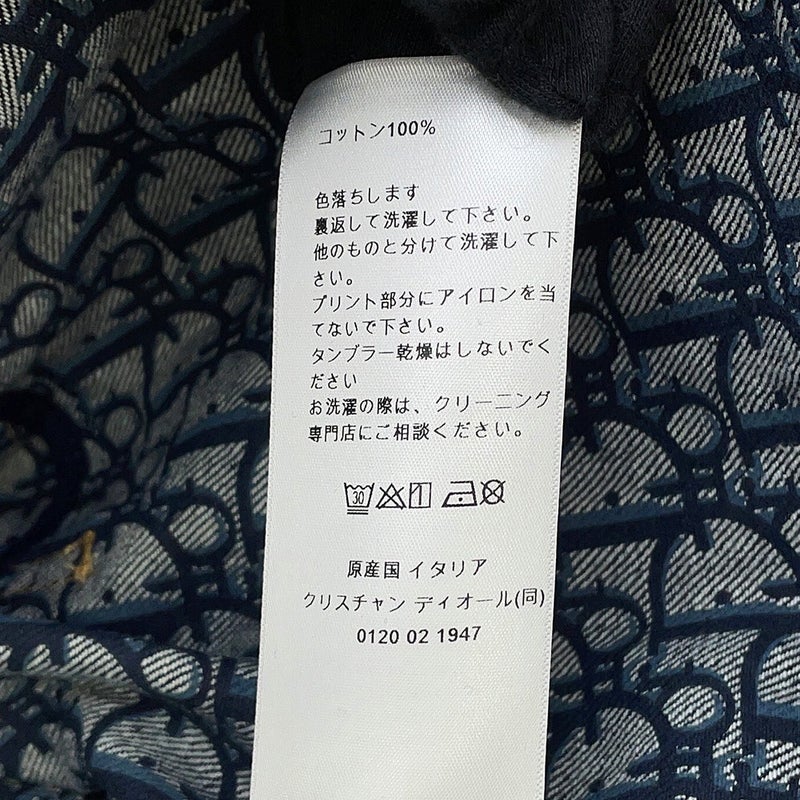 コットン100%
色落ちします
裏返して洗濯して下さい。
他のものと分けて洗濯して下
さい。
プリント部分にアイロンを当
てないで下さい。
タンブラー乾燥はしないでく
ださい
お洗濯の際は、クリーニング
専門店にご相談ください。
30
原産国 イタリア
クリスチャン ディオール(同)
0120 02 1947